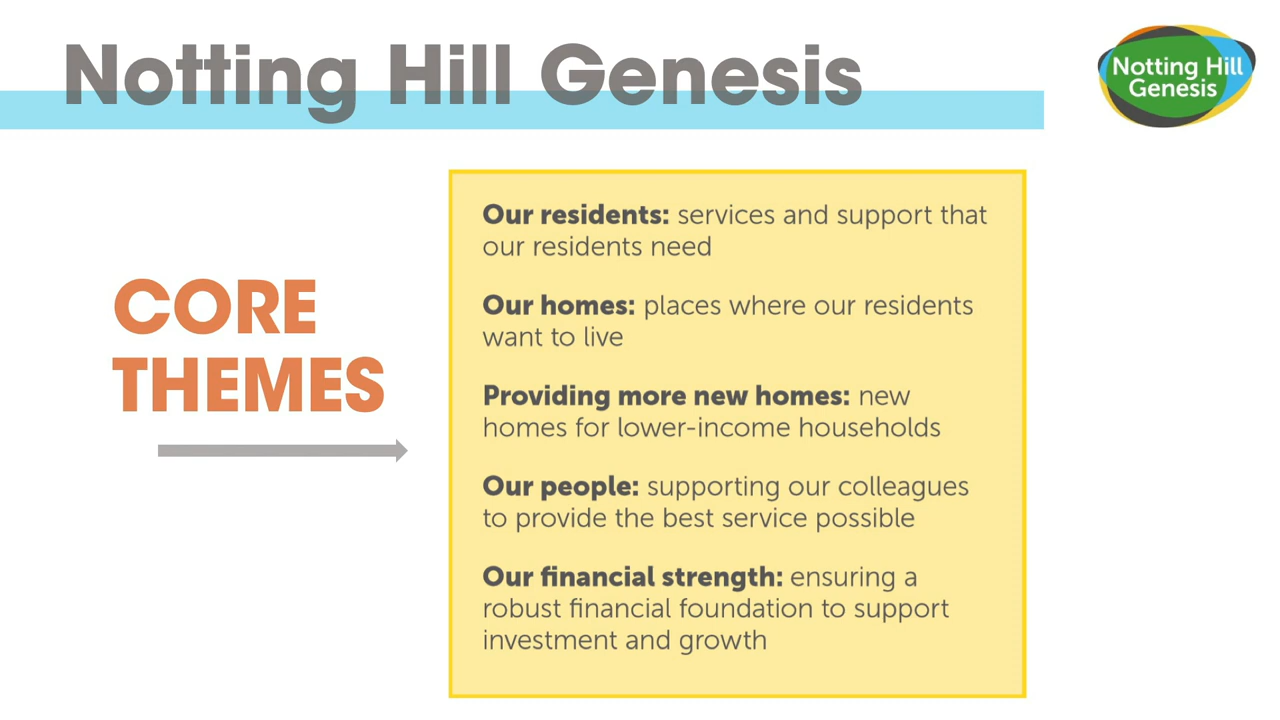 Notting Hill Genesis
Notting Hill
Genesis
CORE
THEMES
Our residents: services and support that
our residents need
Our homes: places where our residents
want to live
Providing more new homes: new
homes for lower-income households
Our people: supporting our colleagues
to provide the best service possible
Our financial strength: ensuring a
robust financial foundation to support
investment and growth